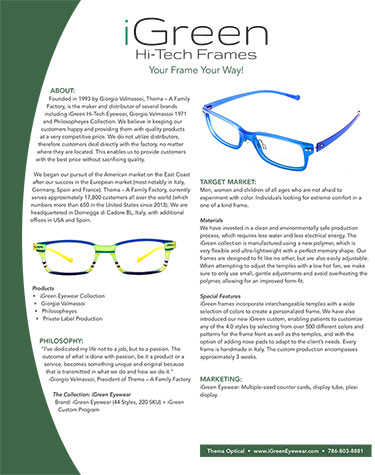 iGreen
Hi-Tech Frames
Your Frame Your Way!
ABOUT:
Founded in 1993 by Giorgio Valmassoi, Thema – A Family
Factory, is the maker and distributor of several brands
including iGreen Hi-Tech Eyewear, Giorgio Valmassoi 1971
and Philospheyes Collection. We believe in keeping our
customers happy and providing them with quality products
at a very competitive price. We do not utilize distributors,
therefore customers deal directly with the factory, no matter
where they are located. This enables us to provide customers
with the best price without sacrificing quality.
We began our pursuit of the American market on the East Coast
after our success in the European market (most notably in Italy,
Germany, Spain and France). Thema – A Family Factory, currently
serves approximately 17,800 customers all over the world (which
numbers more than 650 in the United States since 2013). We are
headquartered in Domegge di Cadore BL, Italy, with additional
offices in USA and Spain.
Products
• iGreen Eyewear Collection
• Giorgio Valmassoi
• Philospheyes
• Private Label Production
PHILOSOPHY:
"I've dedicated my life not to a job, but to a passion. The
outcome of what is done with passion, be it a product or a
service, becomes something unique and original because
that is transmitted in what we do and how we do it."
-Giorgio Valmassoi, President of Thema – A Family Factory
The Collection: iGreen Eyewear
Brand: iGreen Eyewear (44 Styles, 220 SKU) + iGreen
Custom Program
TARGET MARKET:
Men, women and children of all ages who are not afraid to
experiment with color. Individuals looking for extreme comfort in a
one of a kind frame.
Materials
We have invested in a clean and environmentally safe production
process, which requires less water and less electrical energy. The
iGreen collection is manufactured using a new polymer, which is
very flexible and ultra-lightweight with a perfect memory shape. Our
frames are designed to fit like no other, but are also easily adjustable.
When attempting to adjust the temples with a low hot fan, we make
sure to only use small, gentle adjustments and avoid overheating the
polymer, allowing for an improved form-fit.
Special Features
iGreen frames incorporate interchangeable temples with a wide
selection of colors to create a personalized frame. We have also
introduced our new iGreen custom, enabling patients to customize
any of the 4.0 styles by selecting from over 500 different colors and
patterns for the frame front as well as the temples, and with the
option of adding nose pads to adapt to the client's needs. Every
frame is handmade in Italy. The custom production encompasses
approximately 3 weeks.
MARKETING:
iGreen Eyewear: Multiple-sized counter cards, display tube, plexi
display.
Thema Optical • www.iGreenEyewear.com • 786-803-8881